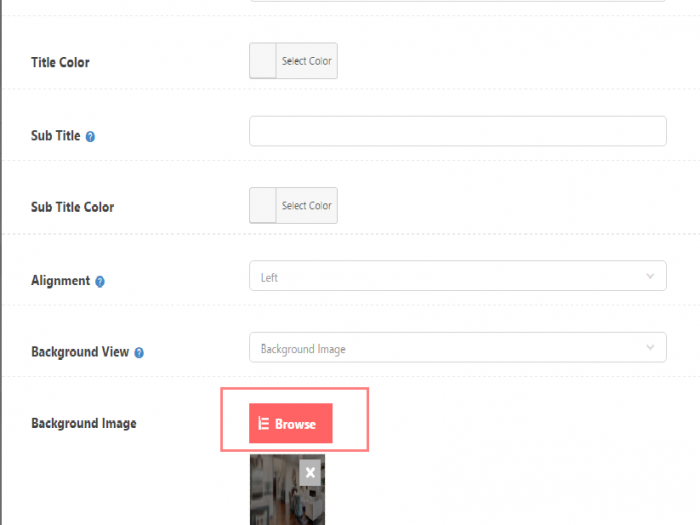 Title Color
Select Color
Sub Title ?
Sub Title Color
Select Color
Alignment ?
Left
Background View ?
Background Image
Background Image
Browse
x